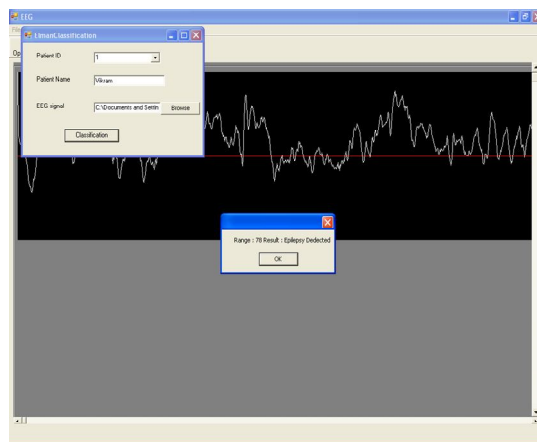 EEG
ElmanClassification
Op
Patient ID
1
Patient Name
Vikram
EEG signal
C:\Documents and Settin
Browse
Classification
Range : 78 Result : Epilepsy Dedected
OK